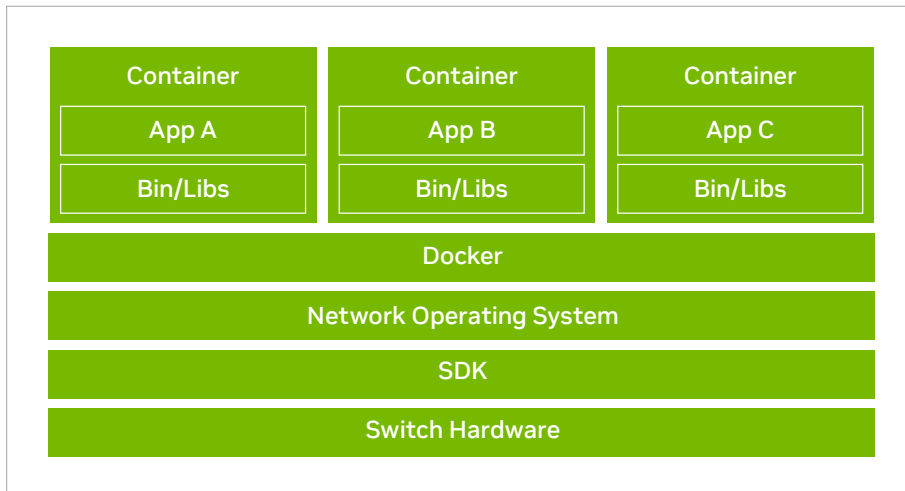 Container
App A
Bin/Libs
Container
App B
Bin/Libs
Container
App C
Bin/Libs
Docker
Network Operating System
SDK
Switch Hardware